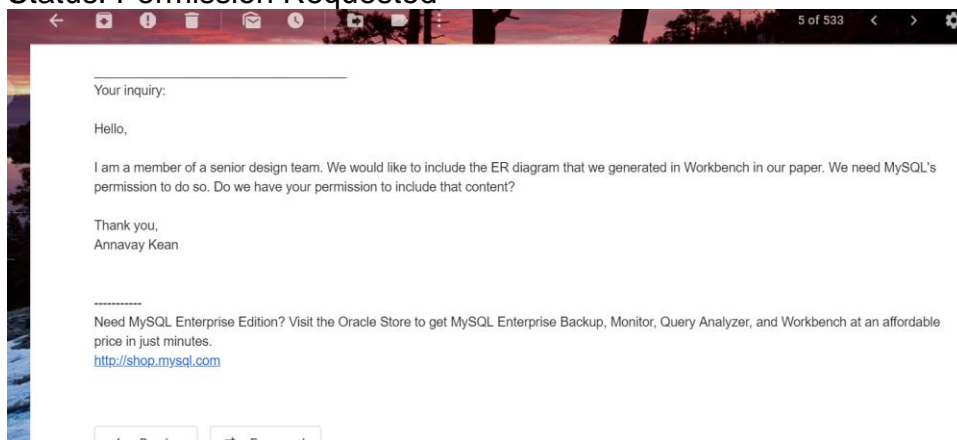 Status: Permission Requested
5 of 533
Your inquiry:
Hello,
I am a member of a senior design team. We would like to include the ER diagram that we generated in Workbench in our paper. We need MySQL's
permission to do so. Do we have your permission to include that content?
Thank you,
Annavay Kean
-----------
Need MySQL Enterprise Edition? Visit the Oracle Store to get MySQL Enterprise Backup, Monitor, Query Analyzer, and Workbench at an affordable
price in just minutes.
http://shop.mysql.com